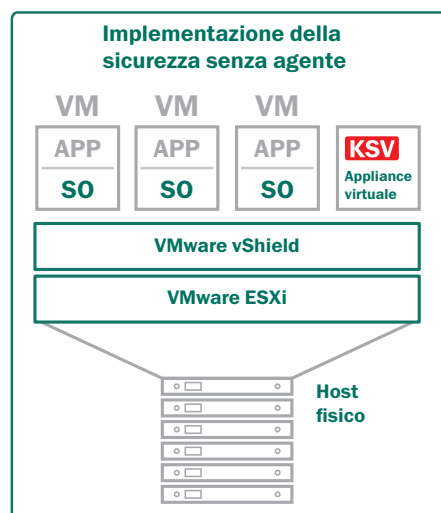 Implementazione della
sicurezza senza agente
VM VM VM
APP APP APP KSV
SO SO SO Appliance
virtuale
VMware vShield
VMware ESXi
Host
fisico